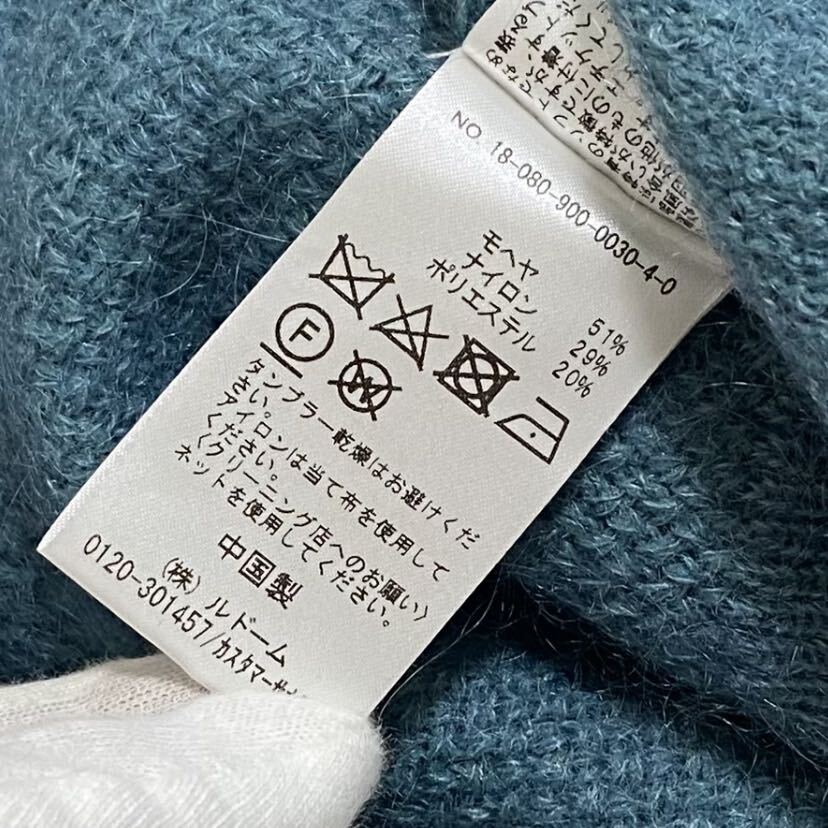 NO. 18-080-900-0030-4-0
モヘヤ 51%
ナイロン 29%
ポリエステル 20%
F
W
タンブラー乾燥はお避けくだ
さい。
アイロンは当て布を使用して
ください。
〈クリーニング店へのお願い〉
ネットを使用してください。
中国製
(株)ルドーム
0120-301457/カスタマーサ